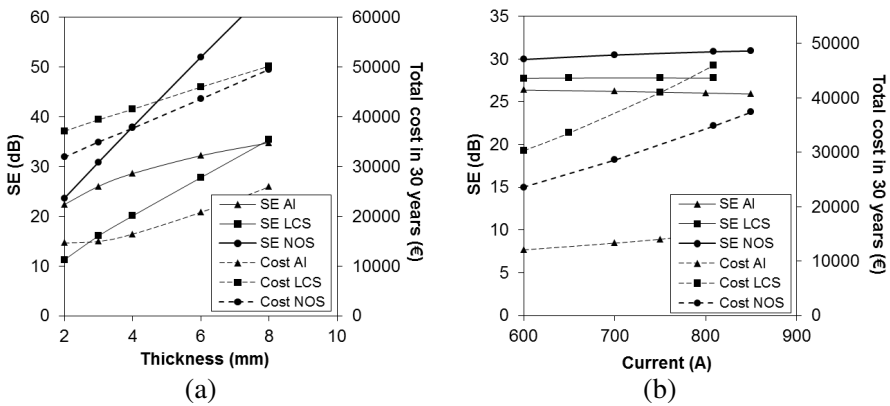 60
50
40
30
20
10
0
SE (dB)
2
4
6
8
10
Thickness (mm)
60000
50000
40000
30000
20000
10000
0
Total cost in 30 years (€)
SE Al
SE LCS
SE NOS
Cost Al
Cost LCS
Cost NOS
(a)
35
30
25
20
15
10
5
0
SE (dB)
600
700
800
900
Current (A)
50000
40000
30000
20000
10000
0
Total cost in 30 years (€)
SE Al
SE LCS
SE NOS
Cost Al
Cost LCS
Cost NOS
(b)